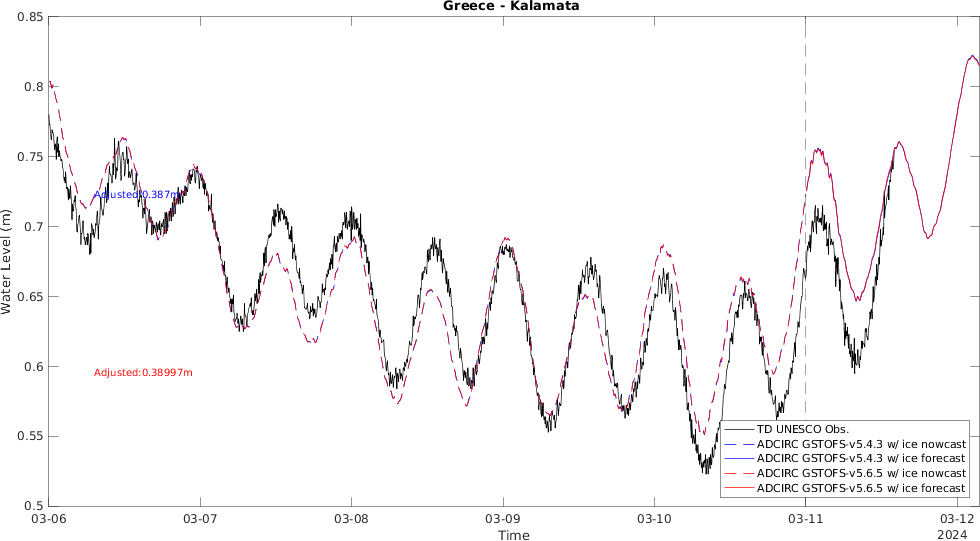 Greece - Kalamata
0.85
0.8
0.75
0.7
0.65
0.6
0.55
0.5
Water Level (m)
Adjusted:0.387m
Adjusted:0.38997m
TD UNESCO Obs.
ADCIRC GSTOFS-v5.4.3 w/ ice nowcast
ADCIRC GSTOFS-v5.4.3 w/ ice forecast
ADCIRC GSTOFS-v5.6.5 w/ ice nowcast
ADCIRC GSTOFS-v5.6.5 w/ ice forecast
03-06 03-07 03-08 03-09 03-10 03-11 03-12
Time
2024